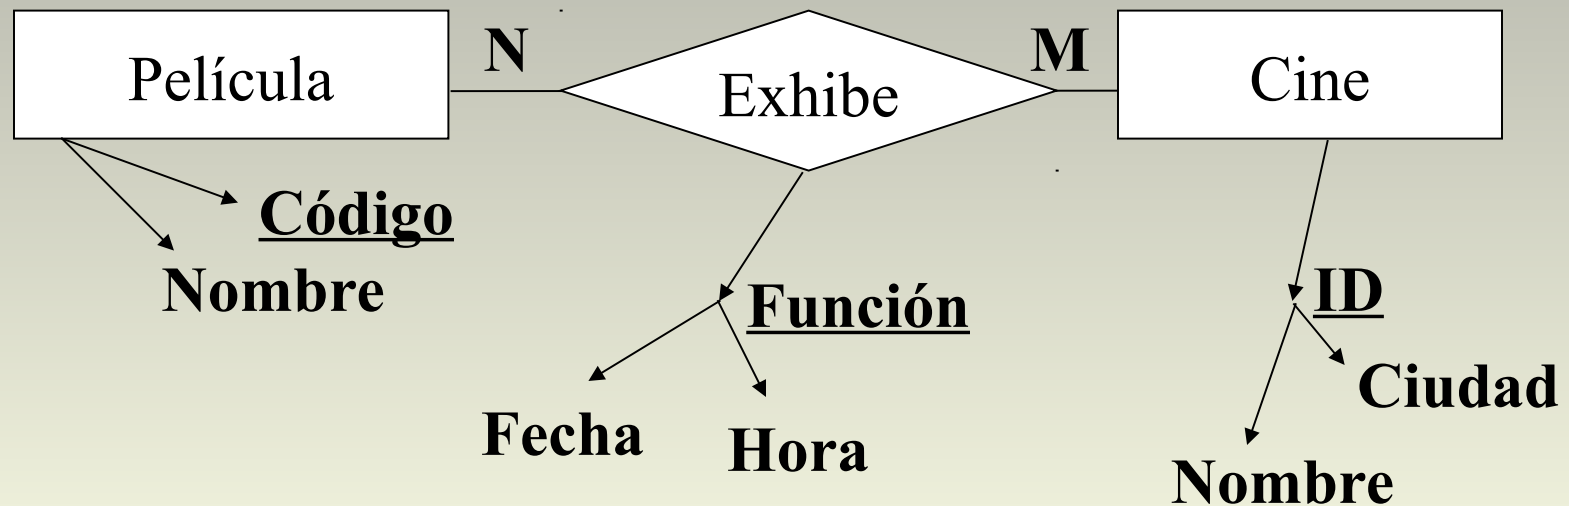 Película
N
Exhibe
M
Cine
Código
Nombre
Función
Fecha
Hora
ID
Ciudad
Nombre